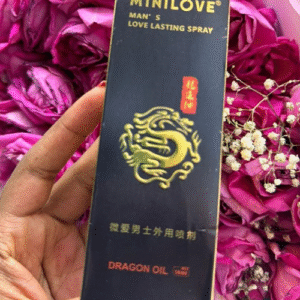 MINILOVE®
MAN'S
LOVE LASTING SPRAY
微爱男士外用喷剂
DRAGON OIL